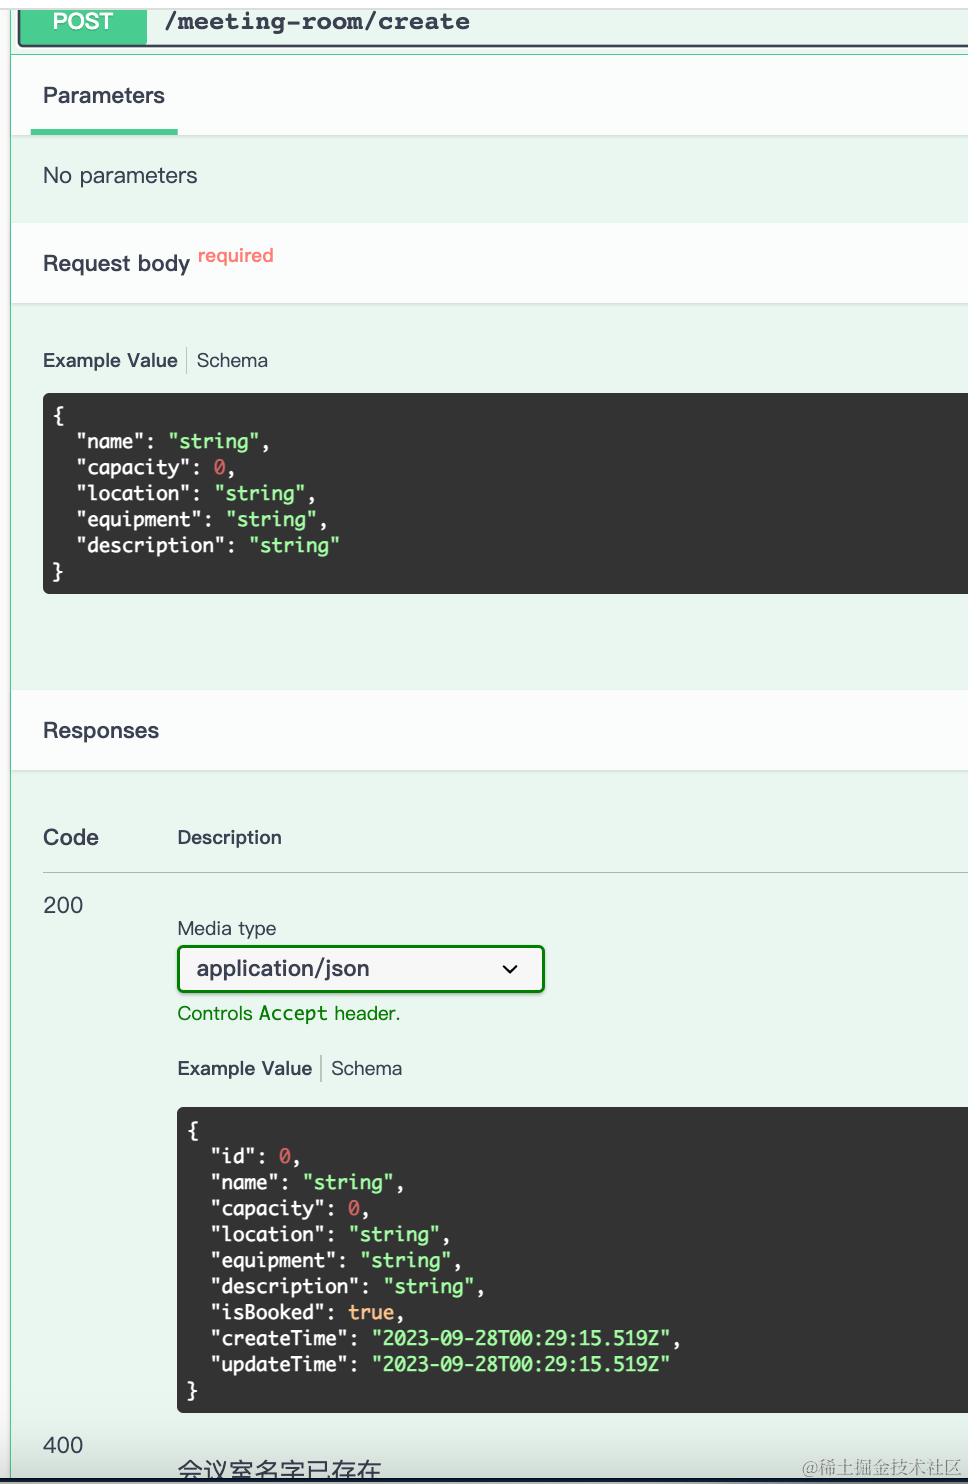 POST /meeting-room/create
Parameters
No parameters
Request body required
Example Value Schema
{
  "name": "string",
  "capacity": 0,
  "location": "string",
  "equipment": "string",
  "description": "string"
}
Responses
Code Description
200
Media type
application/json
Controls Accept header.
Example Value Schema
{
  "id": 0,
  "name": "string",
  "capacity": 0,
  "location": "string",
  "equipment": "string",
  "description": "string",
  "isBooked": true,
  "createTime": "2023-09-28T00:29:15.519Z",
  "updateTime": "2023-09-28T00:29:15.519Z"
}
400
会议室名字已存在
@稀土掘金技术社区